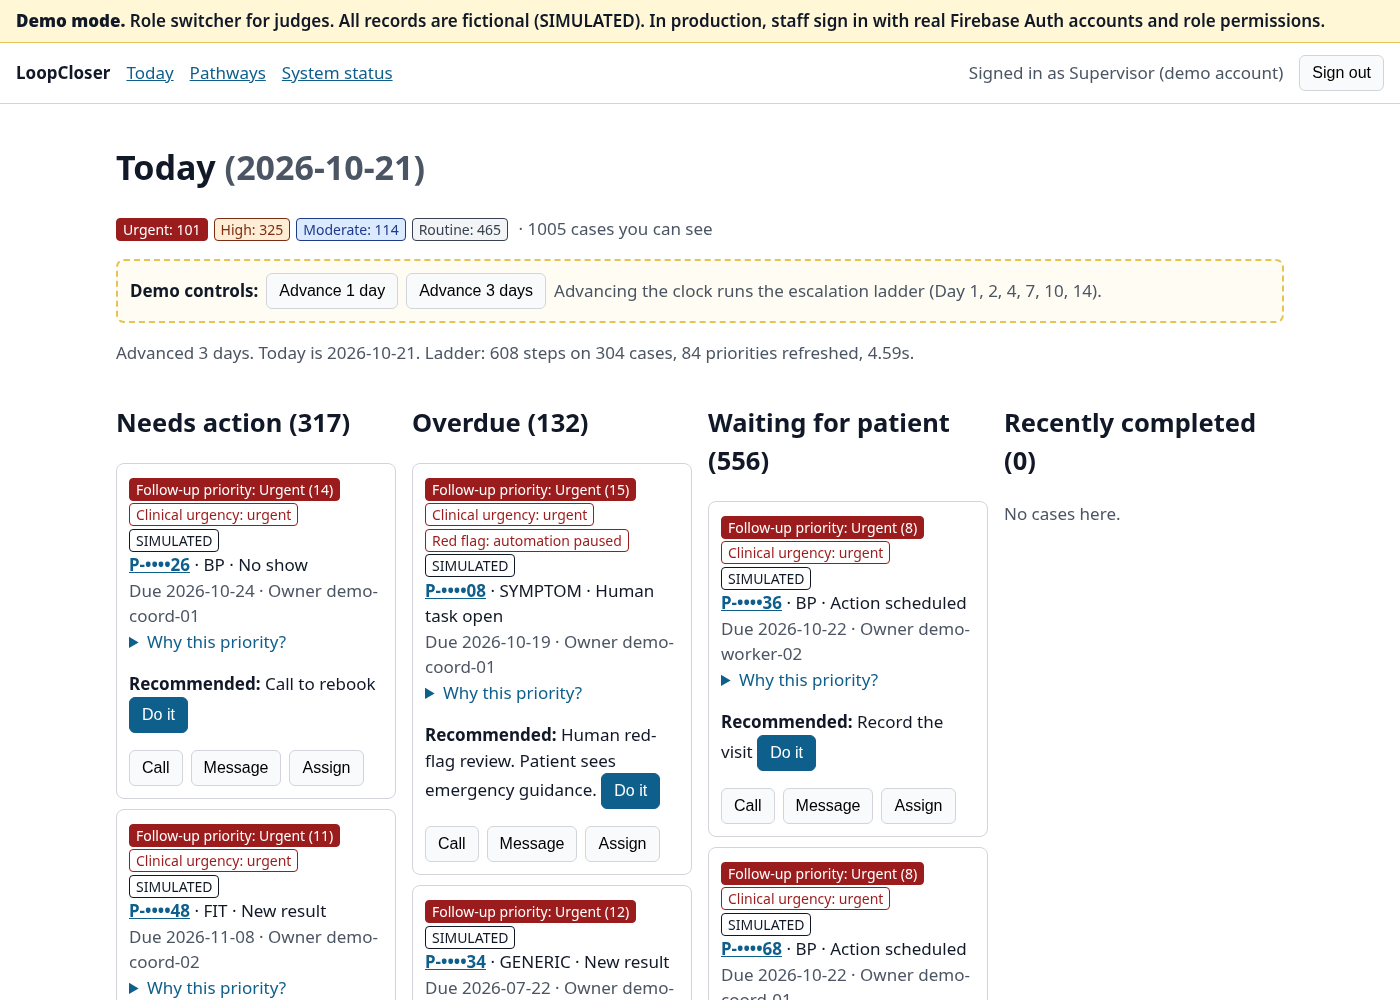 Demo mode. Role switcher for judges. All records are fictional (SIMULATED). In production, staff sign in with real Firebase Auth accounts and role permissions.
LoopCloser Today Pathways System status Signed in as Supervisor (demo account) Sign out
Today (2026-10-21)
Urgent: 101 High: 325 Moderate: 114 Routine: 465 · 1005 cases you can see
Demo controls: Advance 1 day Advance 3 days Advancing the clock runs the escalation ladder (Day 1, 2, 4, 7, 10, 14).
Advanced 3 days. Today is 2026-10-21. Ladder: 608 steps on 304 cases, 84 priorities refreshed, 4.59s.
Needs action (317)
Follow-up priority: Urgent (14)
Clinical urgency: urgent
SIMULATED
P-••••26 · BP · No show
Due 2026-10-24 · Owner demo-
coord-01
▶ Why this priority?
Recommended: Call to rebook
Do it
Call Message Assign
Follow-up priority: Urgent (11)
Clinical urgency: urgent
SIMULATED
P-••••48 · FIT · New result
Due 2026-11-08 · Owner demo-
coord-02
▶ Why this priority?
Overdue (132)
Follow-up priority: Urgent (15)
Clinical urgency: urgent
Red flag: automation paused
SIMULATED
P-••••08 · SYMPTOM · Human
task open
Due 2026-10-19 · Owner demo-
coord-01
▶ Why this priority?
Recommended: Human red-
flag review. Patient sees
emergency guidance. Do it
Call Message Assign
Follow-up priority: Urgent (12)
SIMULATED
P-••••34 · GENERIC · New result
Due 2026-07-22 · Owner demo-
Waiting for patient
(556)
Follow-up priority: Urgent (8)
Clinical urgency: urgent
SIMULATED
P-••••36 · BP · Action scheduled
Due 2026-10-22 · Owner demo-
worker-02
▶ Why this priority?
Recommended: Record the
visit Do it
Call Message Assign
Follow-up priority: Urgent (8)
Clinical urgency: urgent
SIMULATED
P-••••68 · BP · Action scheduled
Due 2026-10-22 · Owner demo-
coord-01
Recently completed
(0)
No cases here.